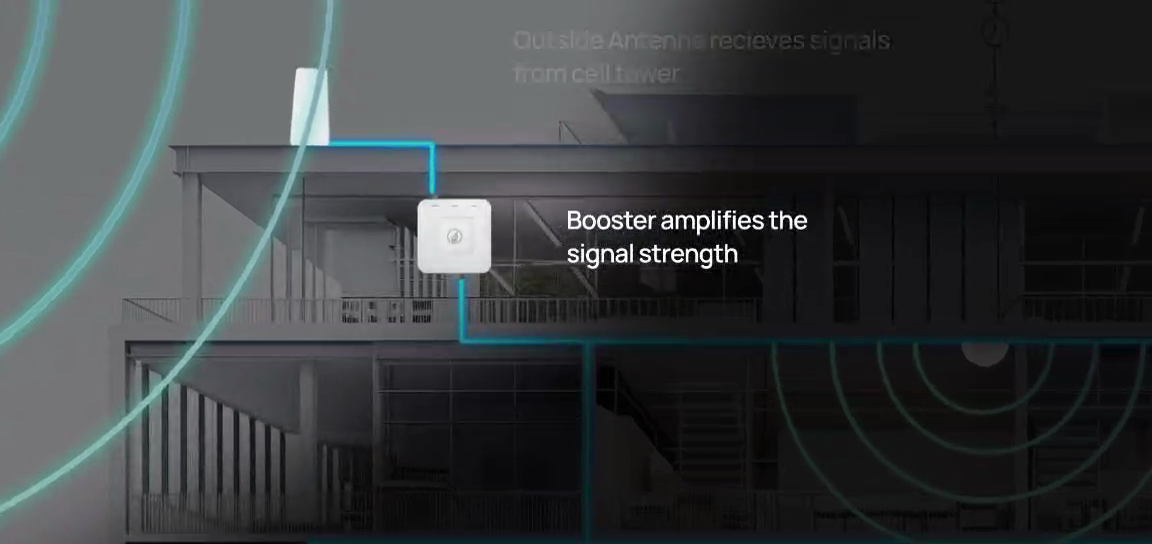 Outside Antenna recieves signals
from cell tower
Booster amplifies the
signal strength